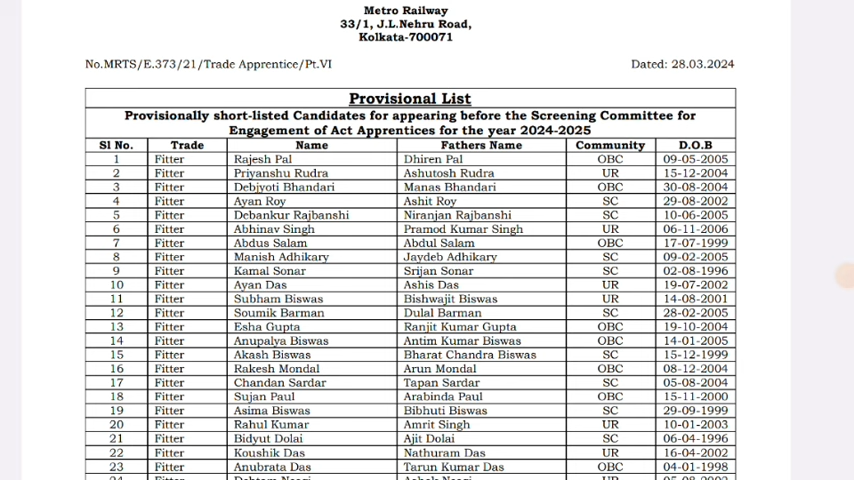 Metro Railway
33/1, J.L.Nehru Road,
Kolkata-700071
No.MRTS/E.373/21/Trade Apprentice/Pt.VI Dated: 28.03.2024
Provisional List
Provisionally short-listed Candidates for appearing before the Screening Committee for
Engagement of Act Apprentices for the year 2024-2025
Sl No. Trade Name Fathers Name Community D.O.B
1 Fitter Rajesh Pal Dhiren Pal OBC 09-05-2005
2 Fitter Priyanshu Rudra Ashutosh Rudra UR 15-12-2004
3 Fitter Debjyoti Bhandari Manas Bhandari OBC 30-08-2004
4 Fitter Ayan Roy Ashit Roy SC 29-08-2002
5 Fitter Debankur Rajbanshi Niranjan Rajbanshi SC 10-06-2005
6 Fitter Abhinav Singh Pramod Kumar Singh UR 06-11-2006
7 Fitter Abdus Salam Abdul Salam OBC 17-07-1999
8 Fitter Manish Adhikary Jaydeb Adhikary SC 09-02-2005
9 Fitter Kamal Sonar Srijan Sonar SC 02-08-1996
10 Fitter Ayan Das Ashis Das UR 19-07-2002
11 Fitter Subham Biswas Bishwajit Biswas UR 14-08-2001
12 Fitter Soumik Barman Dulal Barman SC 28-02-2005
13 Fitter Esha Gupta Ranjit Kumar Gupta OBC 19-10-2004
14 Fitter Anupalya Biswas Antim Kumar Biswas OBC 14-01-2005
15 Fitter Akash Biswas Bharat Chandra Biswas SC 15-12-1999
16 Fitter Rakesh Mondal Arun Mondal OBC 08-12-2004
17 Fitter Chandan Sardar Tapan Sardar SC 05-08-2004
18 Fitter Sujan Paul Arabinda Paul OBC 15-11-2000
19 Fitter Asima Biswas Bibhuti Biswas SC 29-09-1999
20 Fitter Rahul Kumar Amrit Singh UR 10-01-2003
21 Fitter Bidyut Dolai Ajit Dolai SC 06-04-1996
22 Fitter Koushik Das Nathuram Das UR 16-04-2002
23 Fitter Anubrata Das Tarun Kumar Das OBC 04-01-1998